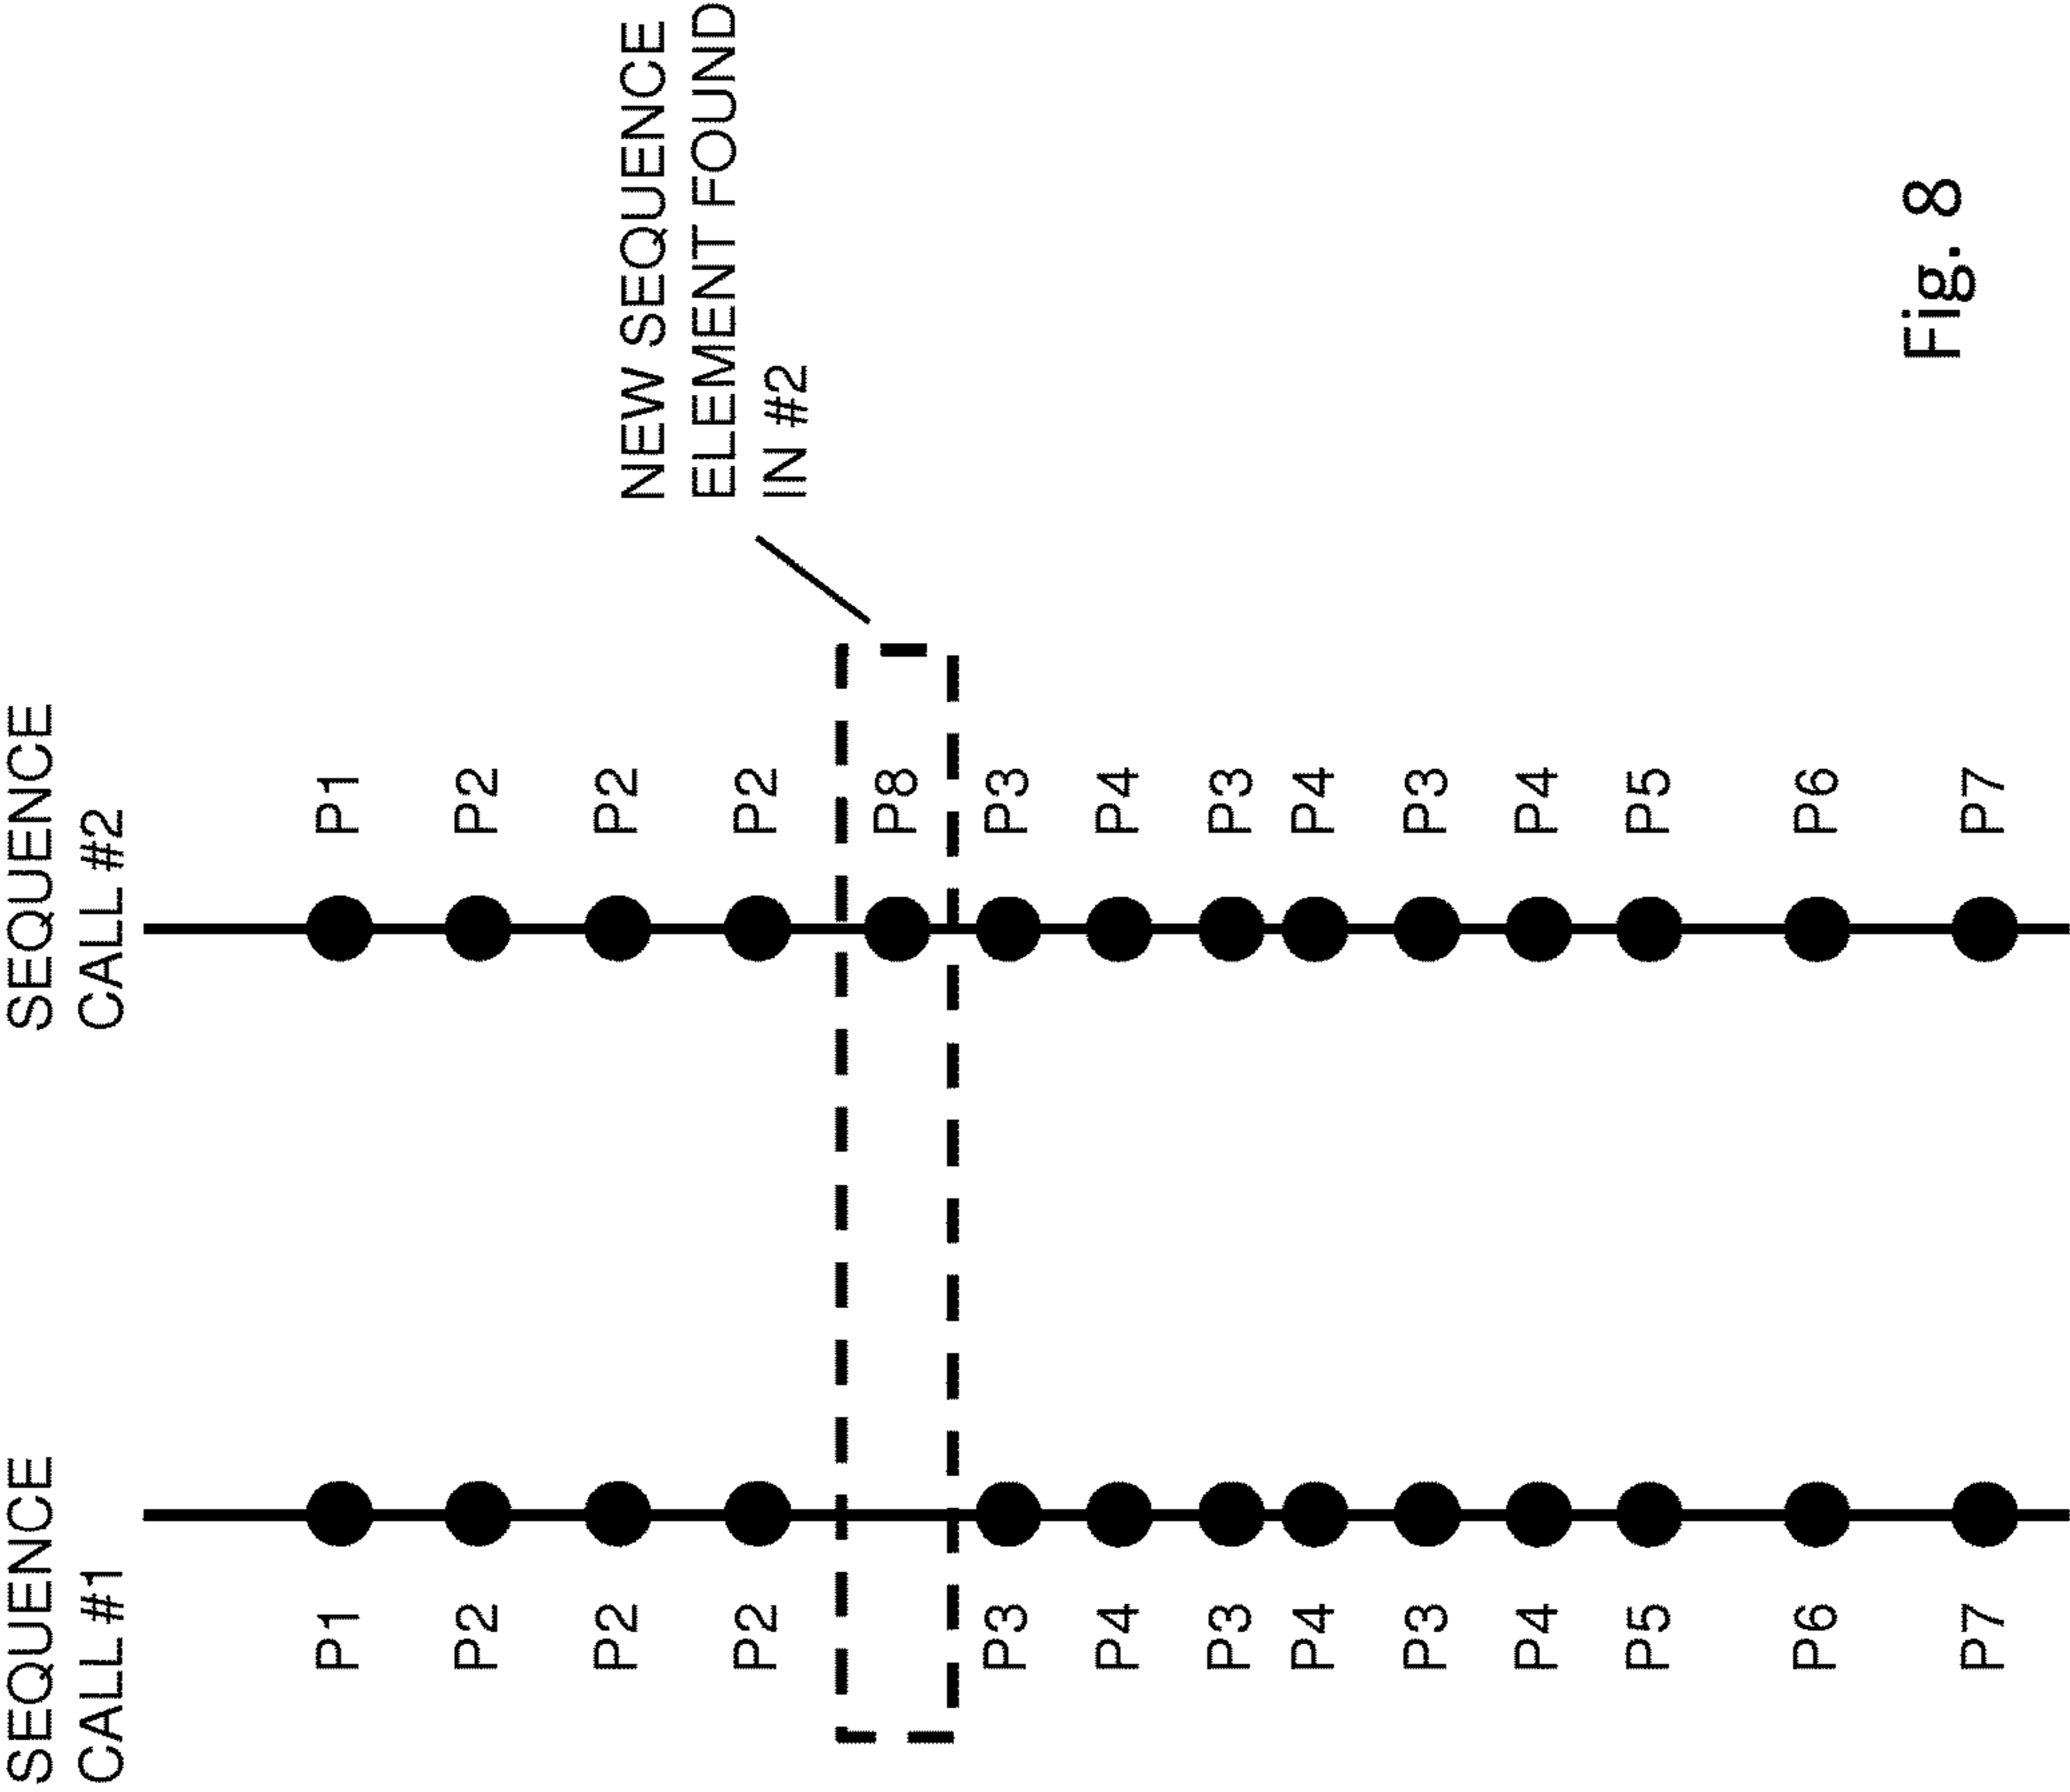 SEQUENCE
CALL #1
P1
P2
P2
P2
P3
P4
P3
P4
P3
P4
P5
P6
P7
SEQUENCE
CALL #2
P1
P2
P2
P2
P8
P3
P4
P3
P4
P3
P4
P5
P6
P7
NEW SEQUENCE
ELEMENT FOUND
IN #2
Fig. 8